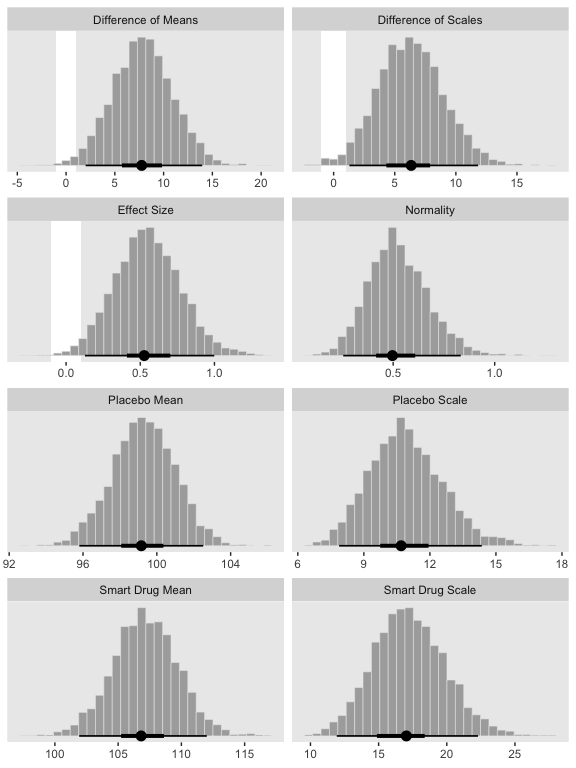 Difference of Means
Difference of Scales
-5 0 5 10 15 20
0 5 10 15
Effect Size
Normality
0.0 0.5 1.0
0.5 1.0
Placebo Mean
Placebo Scale
92 96 100 104
6 9 12 15 18
Smart Drug Mean
Smart Drug Scale
100 105 110 115
10 15 20 25